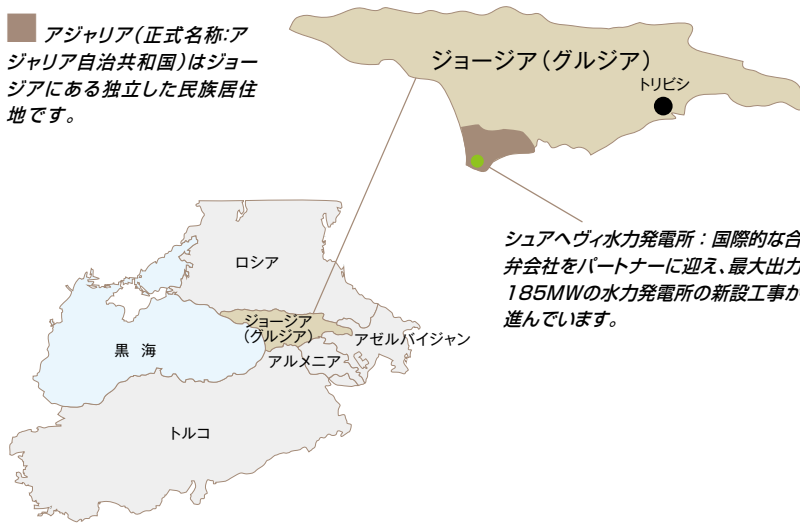 アジャリア(正式名称:ア
ジャリア自治共和国)はジョー
ジアにある独立した民族居住
地です。
ジョージア(グルジア)
トリビシ
シュアヘヴィ水力発電所：国際的な合
弁会社をパートナーに迎え、最大出力
185MWの水力発電所の新設工事が
進んでいます。
ロシア
ジョージア
(グルジア)
アゼルバイジャン
黒 海
アルメニア
トルコ